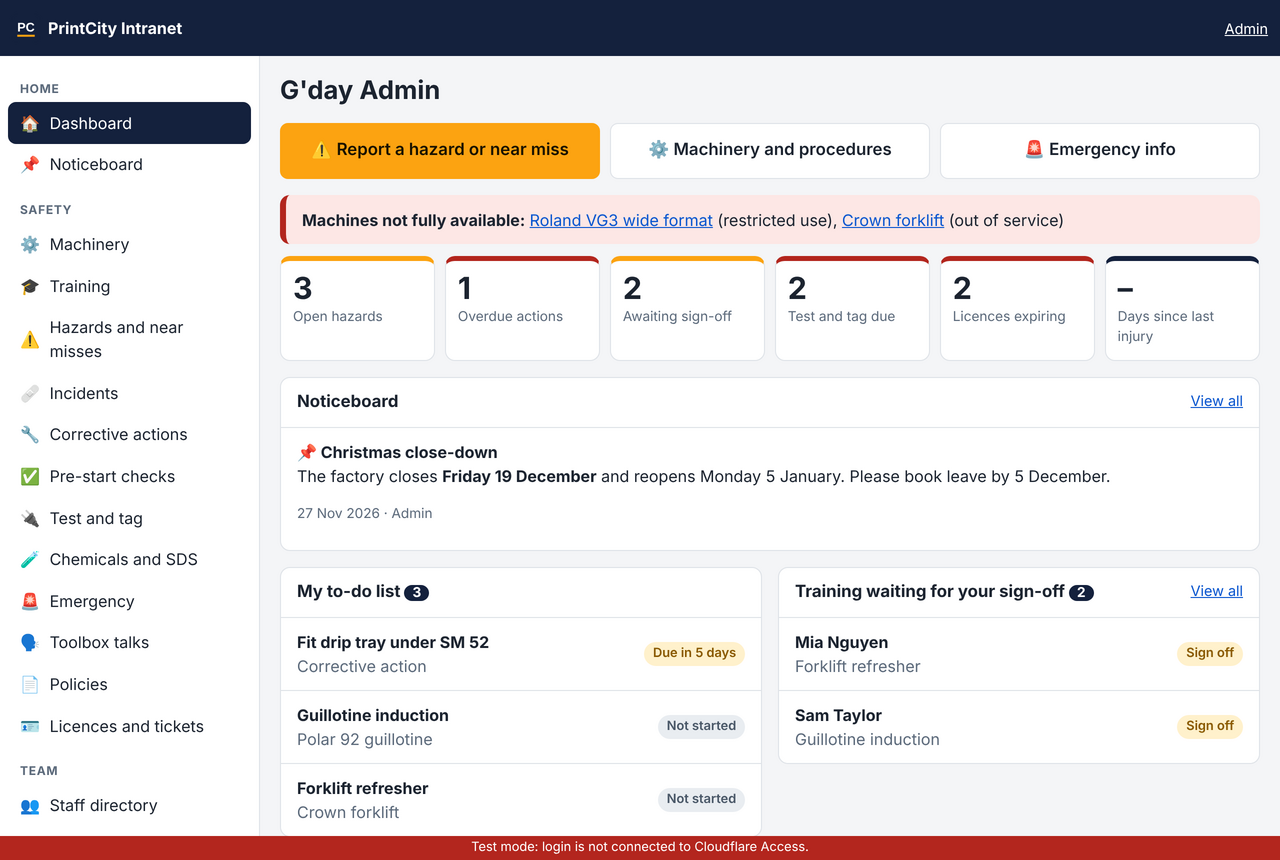 PC PrintCity Intranet
Admin
HOME
Dashboard
Noticeboard
SAFETY
Machinery
Training
Hazards and near
misses
Incidents
Corrective actions
Pre-start checks
Test and tag
Chemicals and SDS
Emergency
Toolbox talks
Policies
Licences and tickets
TEAM
Staff directory
G'day Admin
Report a hazard or near miss
Machinery and procedures
Emergency info
Machines not fully available: Roland VG3 wide format (restricted use), Crown forklift (out of service)
3
Open hazards
1
Overdue actions
2
Awaiting sign-off
2
Test and tag due
2
Licences expiring
–
Days since last
injury
Noticeboard
View all
Christmas close-down
The factory closes Friday 19 December and reopens Monday 5 January. Please book leave by 5 December.
27 Nov 2026 · Admin
My to-do list 3
Fit drip tray under SM 52
Corrective action
Due in 5 days
Guillotine induction
Polar 92 guillotine
Not started
Forklift refresher
Crown forklift
Not started
Training waiting for your sign-off 2
View all
Mia Nguyen
Forklift refresher
Sign off
Sam Taylor
Guillotine induction
Sign off
Test mode: login is not connected to Cloudflare Access.